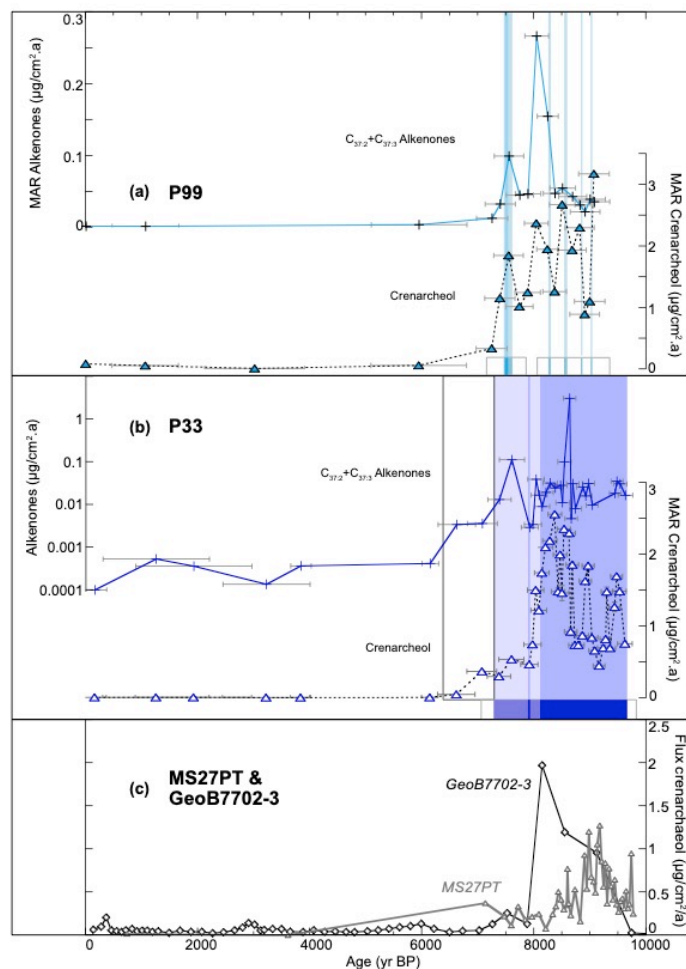 0.3
0.2
0.1
0
MAR Alkenones (µg/cm².a)
C37:2+C37:3 Alkenones
(a) P99
Crenarcheol
3
2
1
0
MAR Crenarcheol (µg/cm².a)
1
0.1
0.01
0.001
0.0001
Alkenones (µg/cm².a)
(b) P33
C37:2+C37:3 Alkenones
Crenarcheol
3
2
1
0
MAR Crenarcheol (µg/cm².a)
(c) MS27PT &
GeoB7702-3
GeoB7702-3
MS27PT
2.5
2
1.5
1
0.5
0
Flux crenarchaeol
(µg/cm²/a)
0 2000 4000 6000 8000 10000
Age (yr BP)